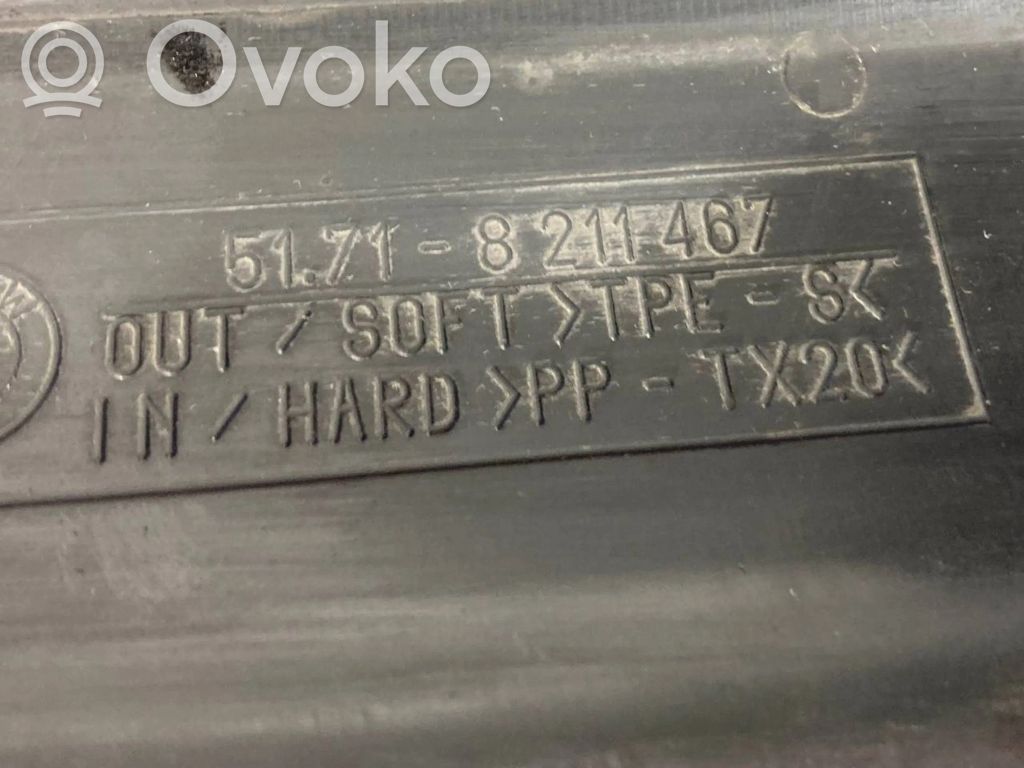 Ovoko
51.71-8 211 467
OUT / SOFT >TPE - S<
IN / HARD >PP - TX20<